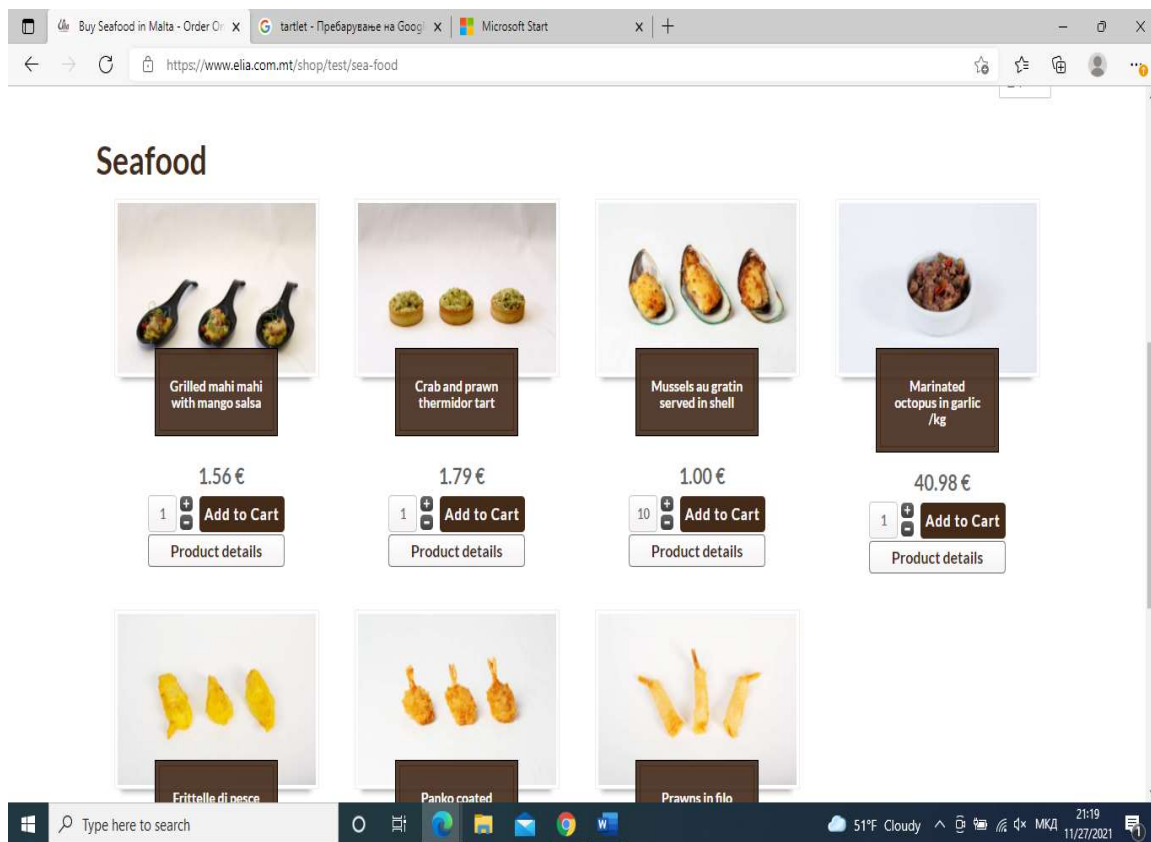 Buy Seafood in Malta - Order On
tartlet - Пребарување на Googl
Microsoft Start
https://www.elia.com.mt/shop/test/sea-food
Seafood
Grilled mahi mahi
with mango salsa
1.56 €
1
Add to Cart
Product details
Crab and prawn
thermidor tart
1.79 €
1
Add to Cart
Product details
Mussels au gratin
served in shell
1.00 €
10
Add to Cart
Product details
Marinated
octopus in garlic
/kg
40.98 €
1
Add to Cart
Product details
Frittelle di pesce
Panko coated
Prawns in filo
Type here to search
51°F Cloudy
МКД
21:19
11/27/2021
1